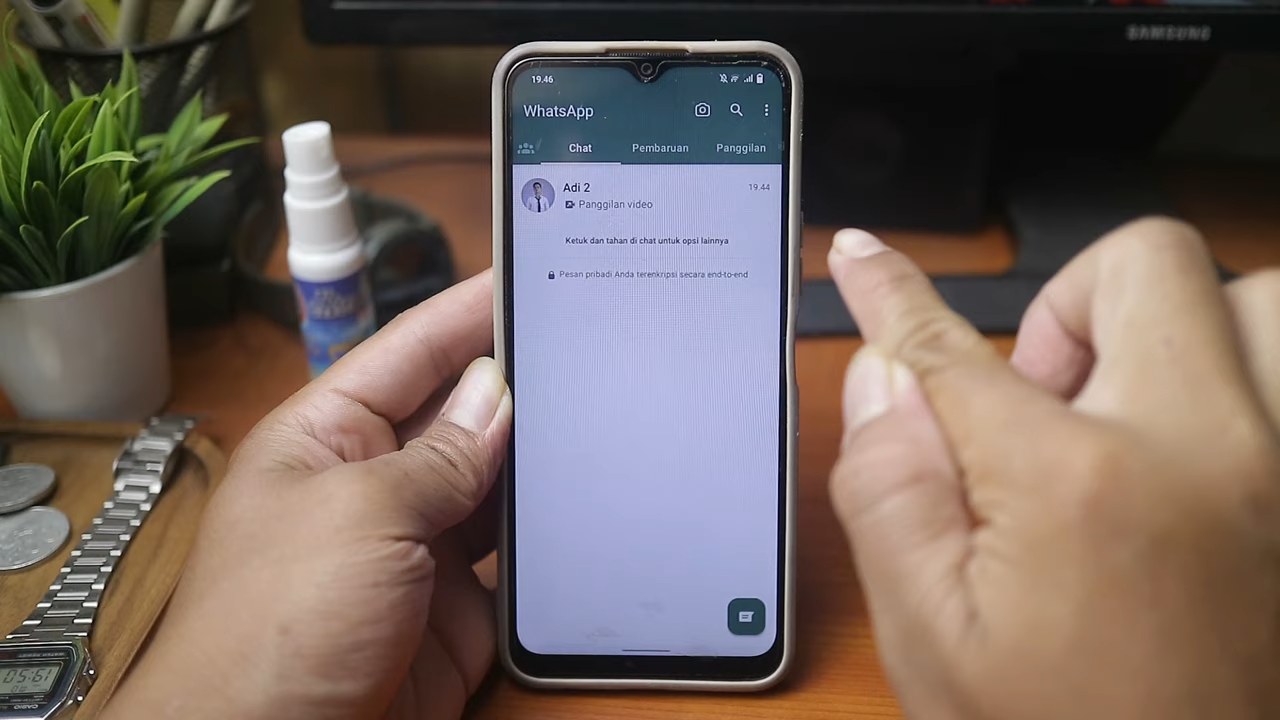 SAMSUNG
19.46
WhatsApp
Chat
Pembaruan
Panggilan
Adi 2
19.44
Panggilan video
Ketuk dan tahan di chat untuk opsi lainnya
Pesan pribadi Anda terenkripsi secara end-to-end
CASIO